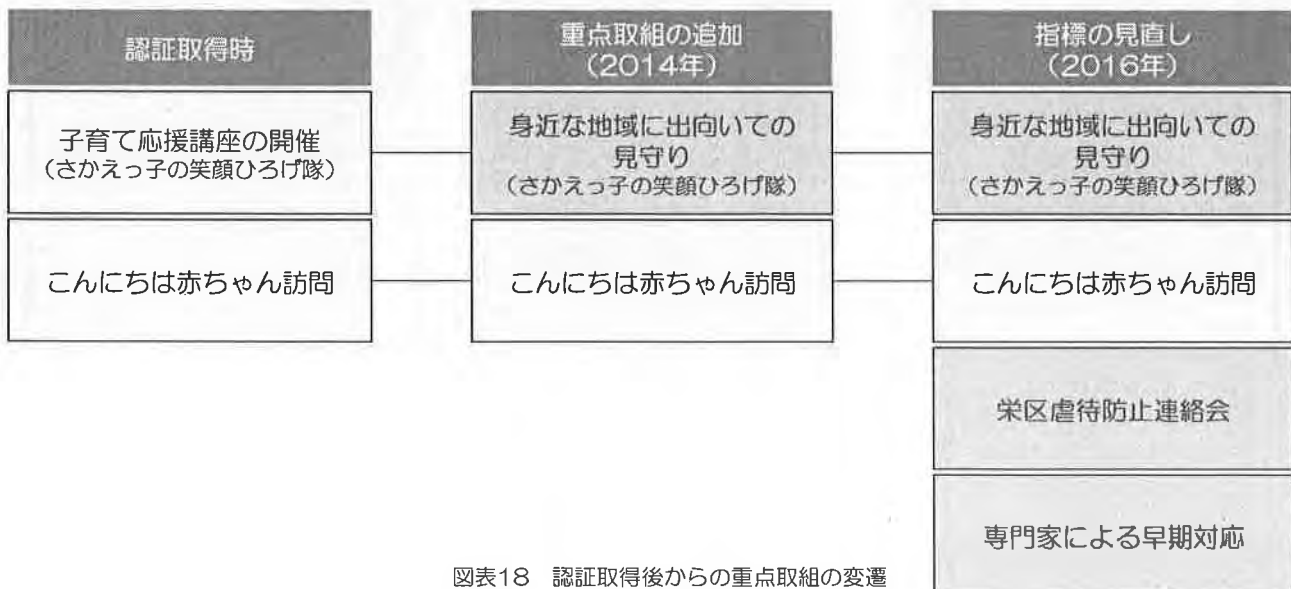 認証取得時
子育て応援講座の開催
(さかえっ子の笑顔ひろげ隊)
こんにちは赤ちゃん訪問
重点取組の追加
(2014年)
身近な地域に出向いての
見守り
(さかえっ子の笑顔ひろげ隊)
こんにちは赤ちゃん訪問
指標の見直し
(2016年)
身近な地域に出向いての
見守り
(さかえっ子の笑顔ひろげ隊)
こんにちは赤ちゃん訪問
栄区虐待防止連絡会
専門家による早期対応
図表18 認証取得後からの重点取組の変遷